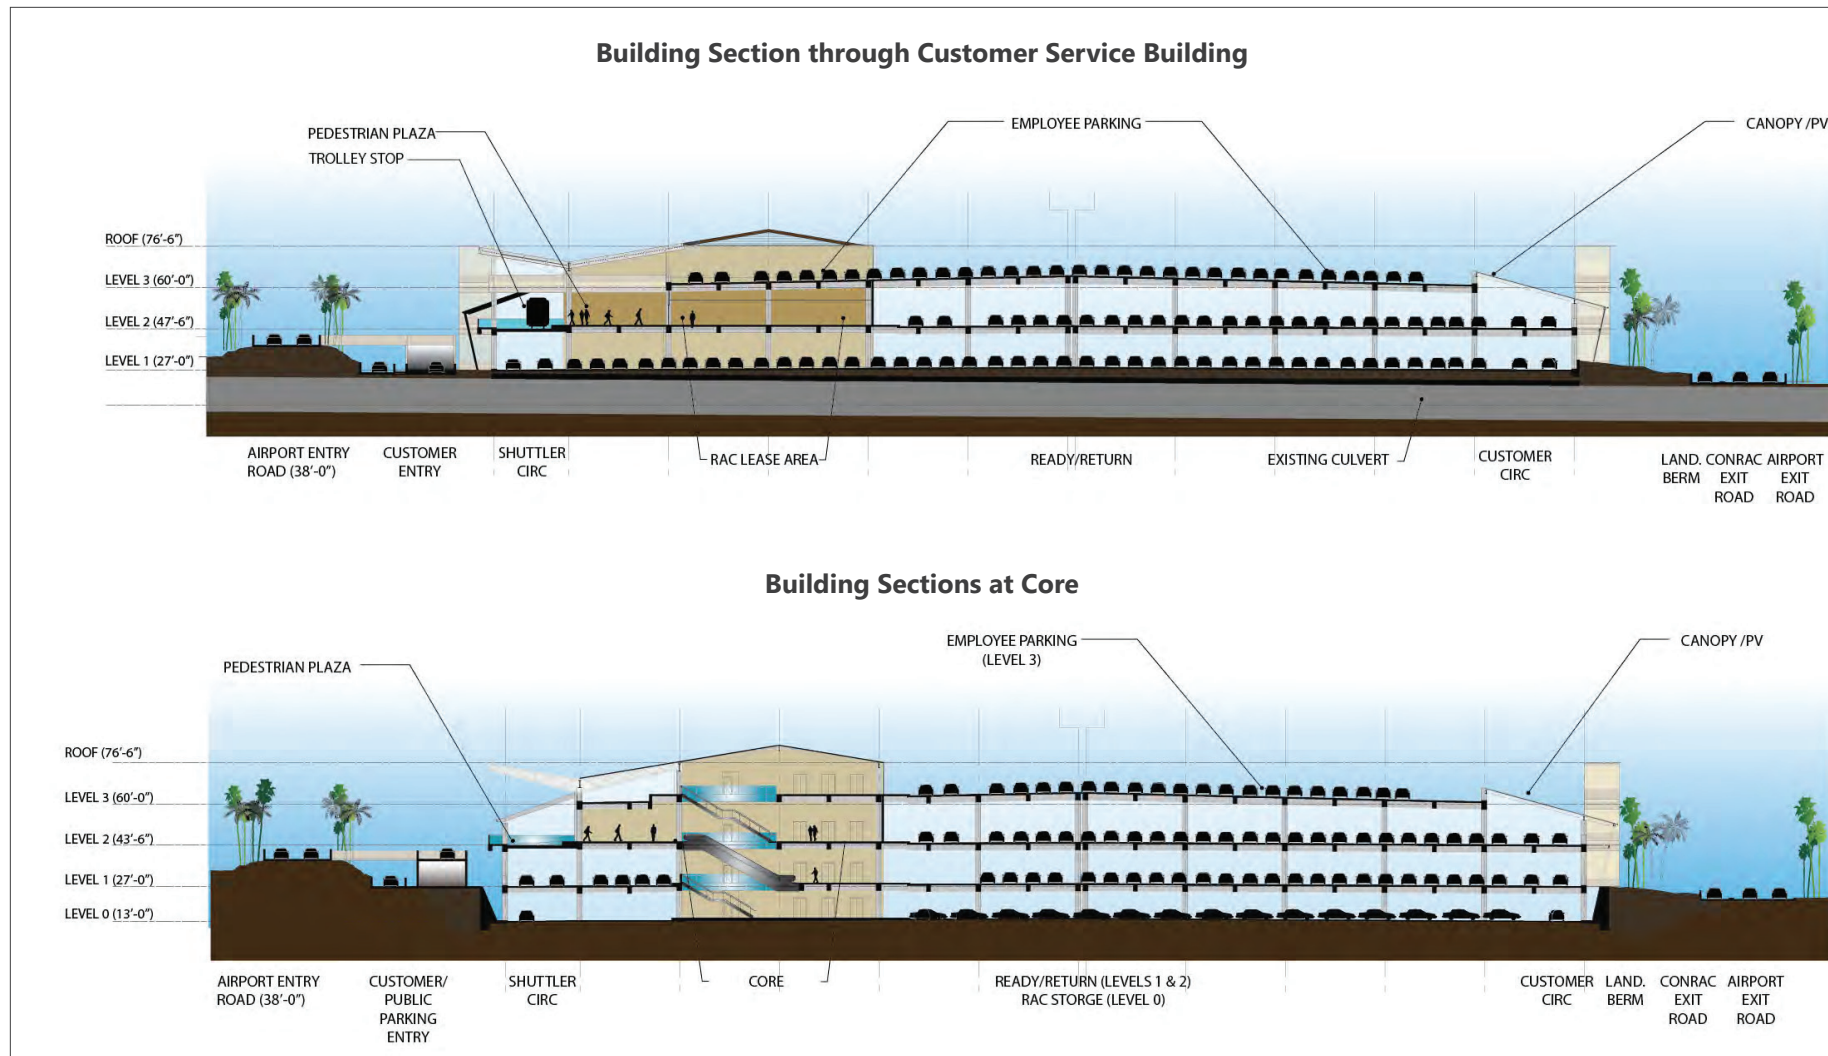 Building Section through Customer Service Building
PEDESTRIAN PLAZA
TROLLEY STOP
EMPLOYEE PARKING
CANOPY /PV
ROOF (76'-6")
LEVEL 3 (60'-0")
LEVEL 2 (47'-6")
LEVEL 1 (27'-0")
AIRPORT ENTRY
ROAD (38'-0")
CUSTOMER
ENTRY
SHUTTLER
CIRC
RAC LEASE AREA
READY/RETURN
EXISTING CULVERT
CUSTOMER
CIRC
LAND.
BERM
CONRAC
EXIT
ROAD
AIRPORT
EXIT
ROAD
Building Sections at Core
PEDESTRIAN PLAZA
EMPLOYEE PARKING
(LEVEL 3)
CANOPY /PV
ROOF (76'-6")
LEVEL 3 (60'-0")
LEVEL 2 (43'-6")
LEVEL 1 (27'-0")
LEVEL 0 (13'-0")
AIRPORT ENTRY
ROAD (38'-0")
CUSTOMER/
PUBLIC
PARKING
ENTRY
SHUTTLER
CIRC
CORE
READY/RETURN (LEVELS 1 & 2)
RAC STORGE (LEVEL 0)
CUSTOMER
CIRC
LAND.
BERM
CONRAC
EXIT
ROAD
AIRPORT
EXIT
ROAD